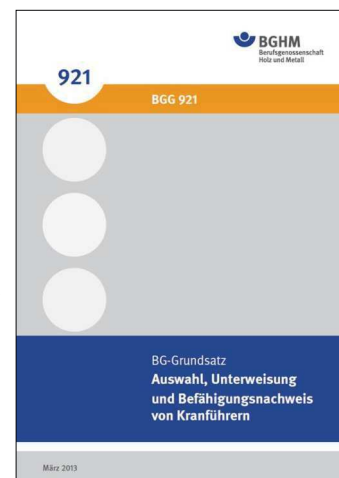 BGHM
Berufsgenossenschaft
Holz und Metall
921
BGG 921
BG-Grundsatz
Auswahl, Unterweisung
und Befähigungsnachweis
von Kranführern
März 2013